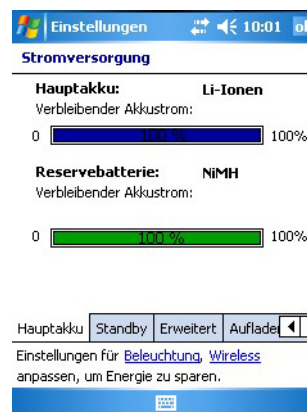 Einstellungen 10:01 ok
Stromversorgung
Hauptakku: Li-Ionen
Verbleibender Akkustrom:
0 100 % 100%
Reservebatterie: NiMH
Verbleibender Akkustrom:
0 100 % 100%
Hauptakku Standby Erweitert Auflade
Einstellungen für Beleuchtung, Wireless
anpassen, um Energie zu sparen.